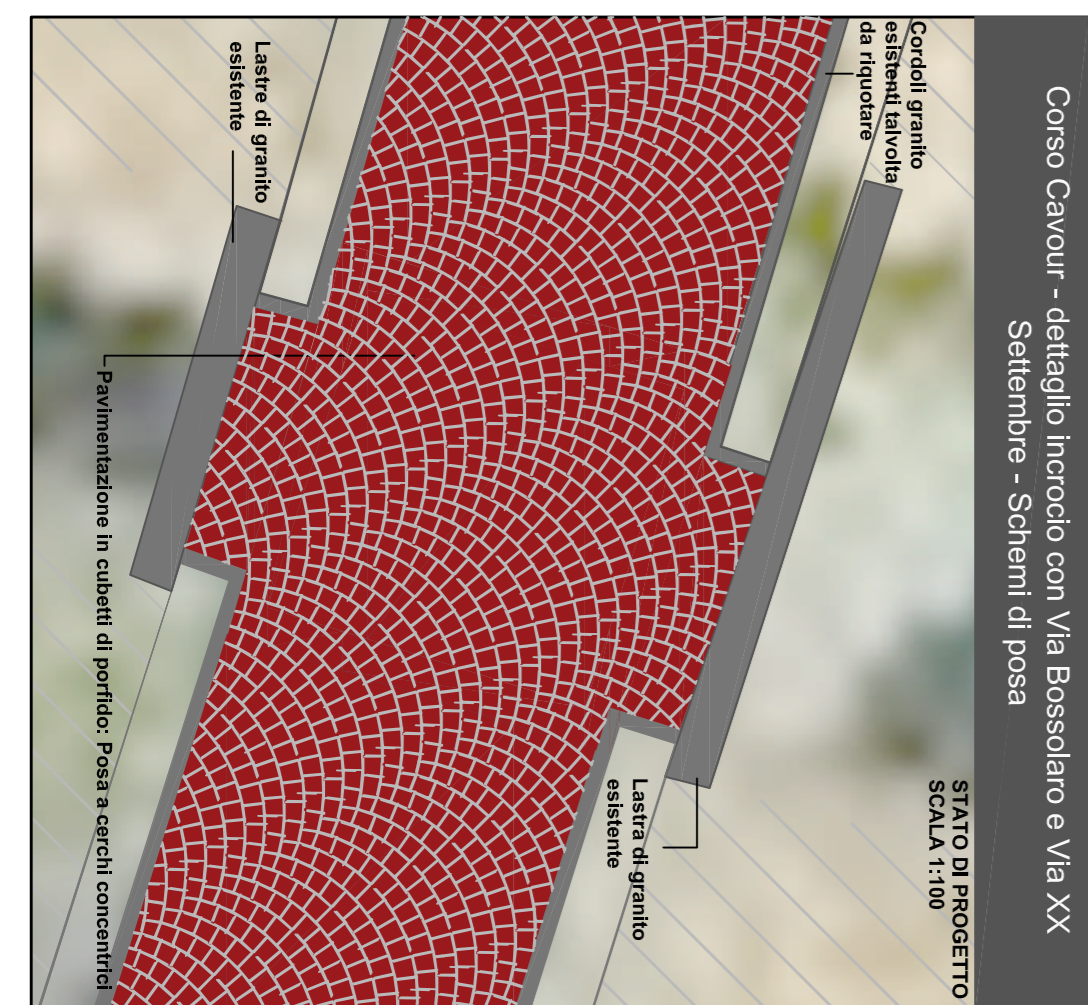 Corso Cavour - dettaglio incrocio con Via Bossolaro e Via XX
Settembre - Schemi di posa
STATO DI PROGETTO
SCALA 1:100
Cordoli granito
esistenti talvolta
da riquotare
Lastra di granito
esistente
Lastre di granito
esistente
Pavimentazione in cubetti di porfido: Posa a cerchi concentrici